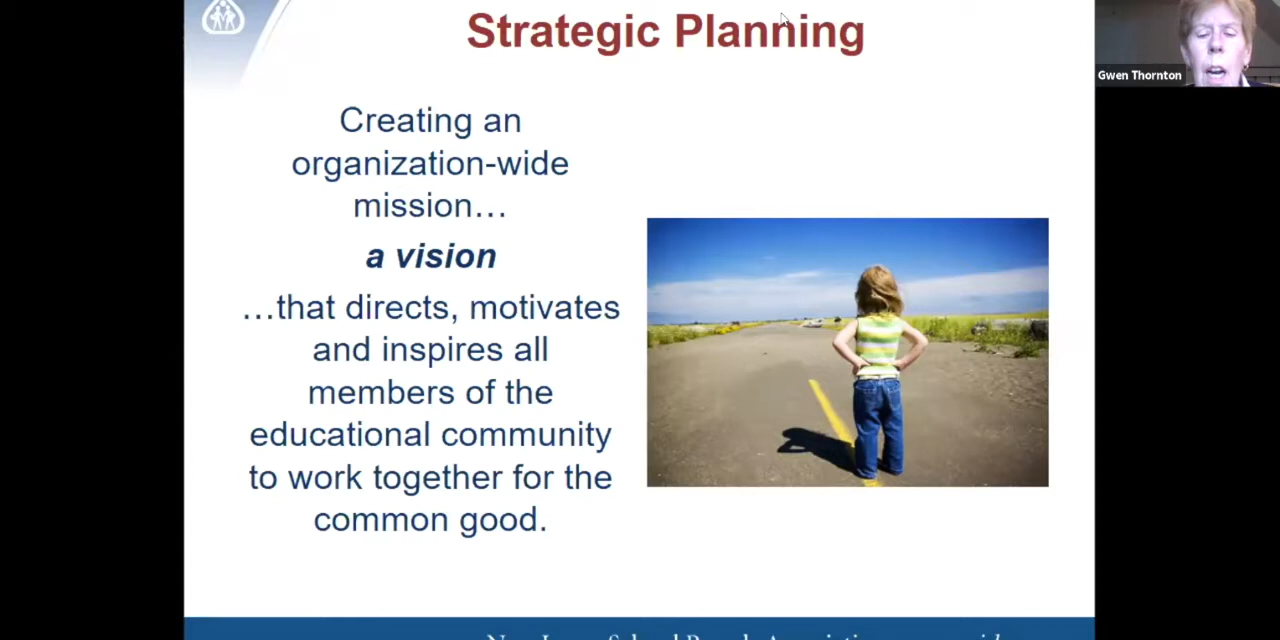 Strategic Planning
Gwen Thornton
Creating an
organization-wide
mission…
a vision
…that directs, motivates
and inspires all
members of the
educational community
to work together for the
common good.